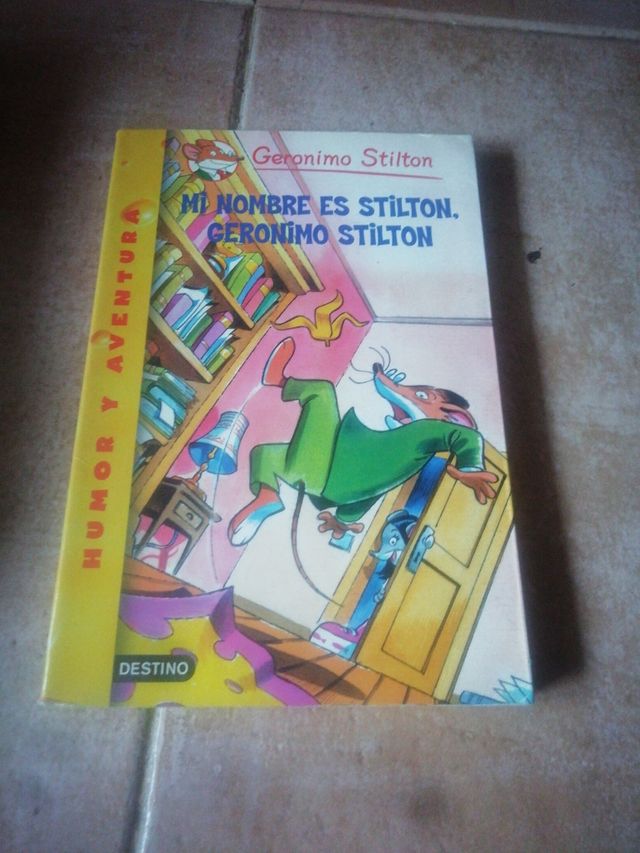 Geronimo Stilton
MI NOMBRE ES STILTON,
GERONIMO STILTON
HUMOR Y AVENTURA
DESTINO